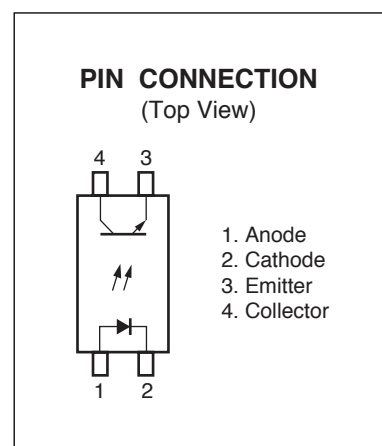 PIN CONNECTION
(Top View)
4 3
1. Anode
2. Cathode
3. Emitter
4. Collector
1 2